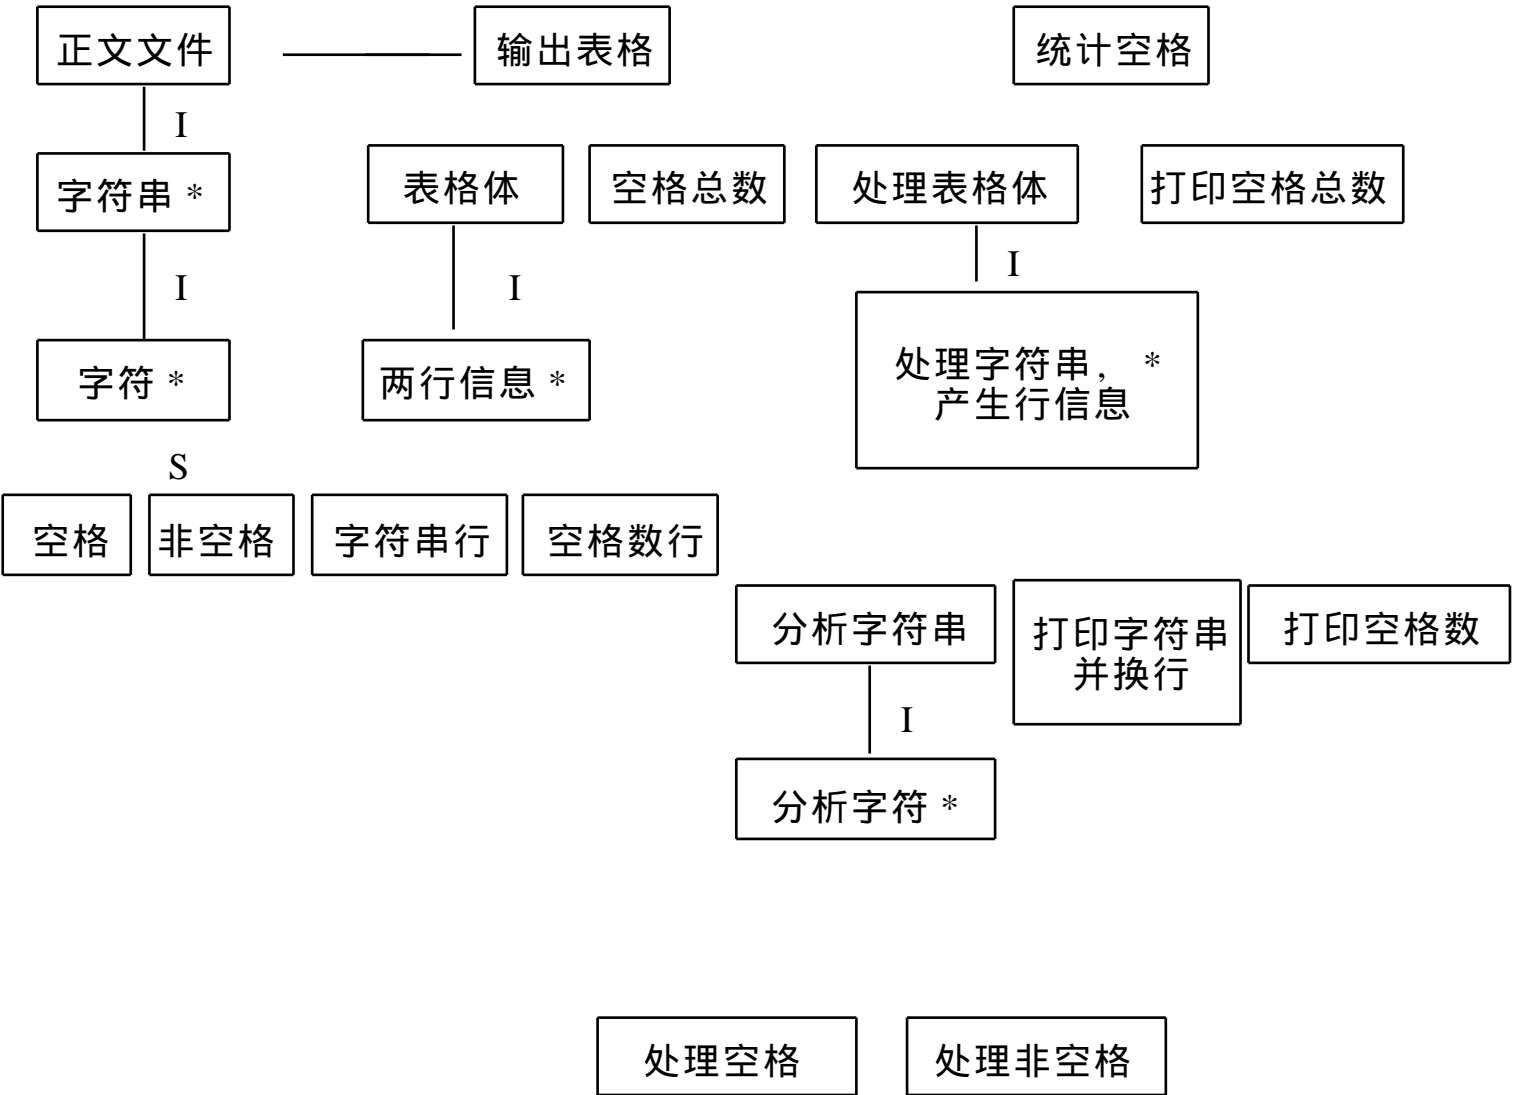 正文文件
输出表格
统计空格
I
字符串 *
表格体
空格总数
处理表格体
打印空格总数
I
I
I
字符 *
两行信息 *
处理字符串， *
产生行信息
S
空格
非空格
字符串行
空格数行
分析字符串
打印字符串
并换行
打印空格数
I
分析字符 *
处理空格
处理非空格